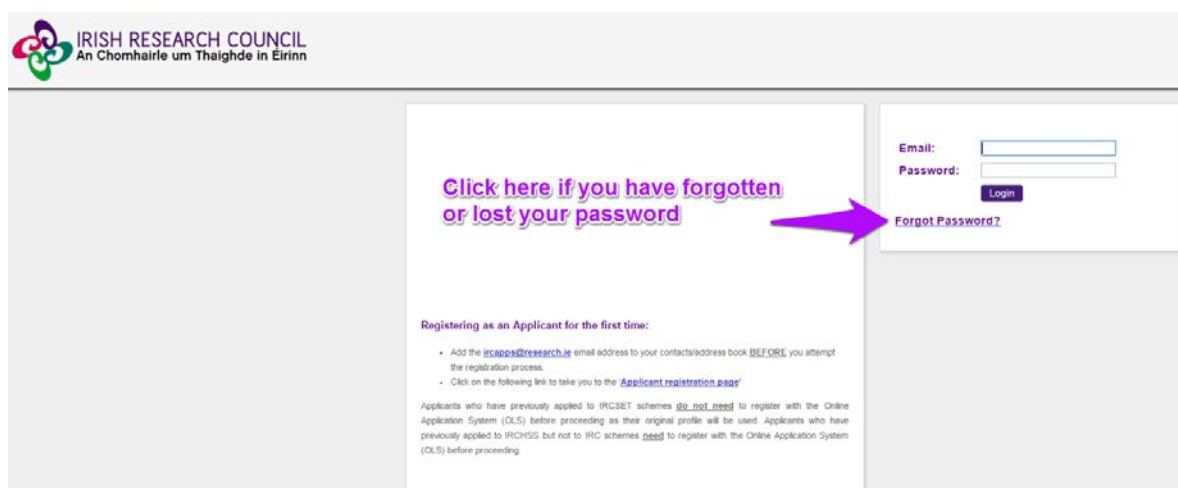 IRISH RESEARCH COUNCIL
An Chomhairle um Thaighde in Éirinn
Click here if you have forgotten
or lost your password
Email:
Password:
Login
Forgot Password?
Registering as an Applicant for the first time:
• Add the ircapps@research.ie email address to your contacts/address book BEFORE you attempt
the registration process.
• Click on the following link to take you to the 'Applicant registration page'
Applicants who have previously applied to IRCSET schemes do not need to register with the Online
Application System (OLS) before proceeding as their original profile will be used. Applicants who have
previously applied to IRCHSS but not to IRC schemes need to register with the Online Application System
(OLS) before proceeding.